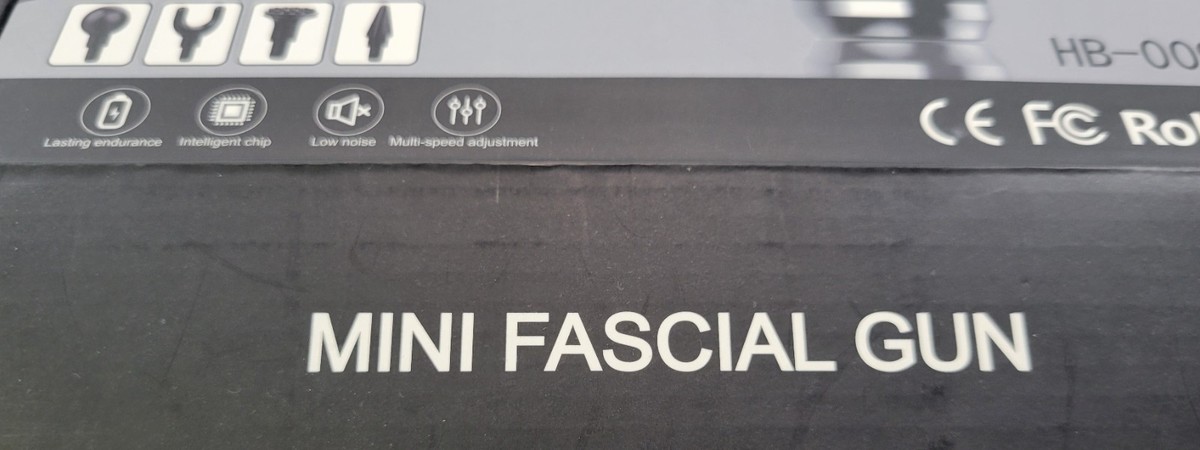 HB-00
Lasting endurance Intelligent chip Low noise Multi-speed adjustment
CE FC
MINI FASCIAL GUN